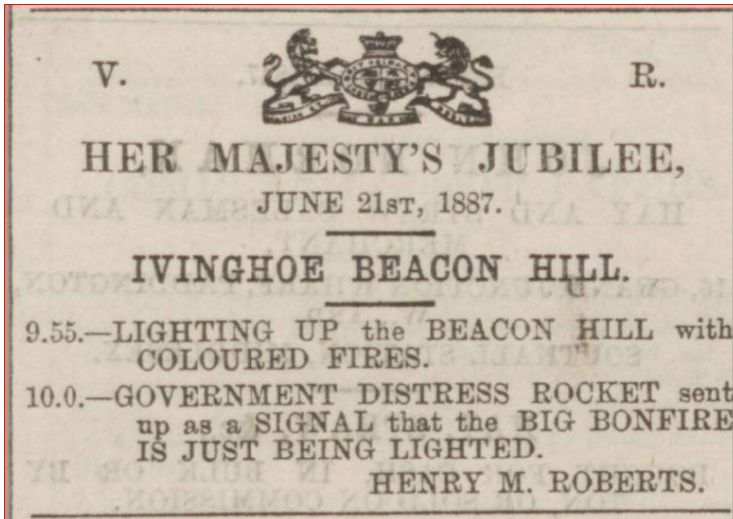 V. R.
HER MAJESTY'S JUBILEE,
JUNE 21ST, 1887.
IVINGHOE BEACON HILL.
9.55.—LIGHTING UP the BEACON HILL with
COLOURED FIRES.
10.0.—GOVERNMENT DISTRESS ROCKET sent
up as a SIGNAL that the BIG BONFIRE
IS JUST BEING LIGHTED.
HENRY M. ROBERTS.